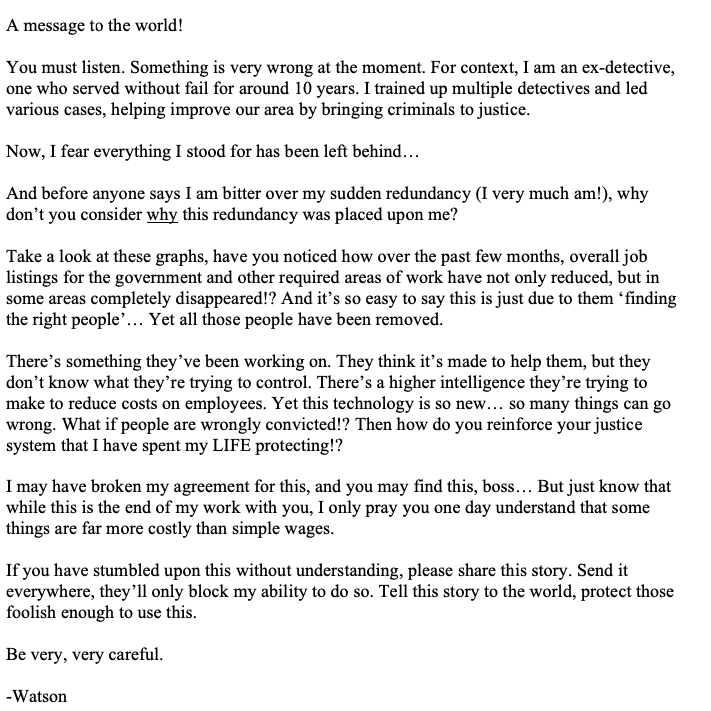 A message to the world!
You must listen. Something is very wrong at the moment. For context, I am an ex-detective,
one who served without fail for around 10 years. I trained up multiple detectives and led
various cases, helping improve our area by bringing criminals to justice.
Now, I fear everything I stood for has been left behind…
And before anyone says I am bitter over my sudden redundancy (I very much am!), why
don’t you consider why this redundancy was placed upon me?
Take a look at these graphs, have you noticed how over the past few months, overall job
listings for the government and other required areas of work have not only reduced, but in
some areas completely disappeared!? And it’s so easy to say this is just due to them ‘finding
the right people’… Yet all those people have been removed.
There’s something they’ve been working on. They think it’s made to help them, but they
don’t know what they’re trying to control. There’s a higher intelligence they’re trying to
make to reduce costs on employees. Yet this technology is so new… so many things can go
wrong. What if people are wrongly convicted!? Then how do you reinforce your justice
system that I have spent my LIFE protecting!?
I may have broken my agreement for this, and you may find this, boss… But just know that
while this is the end of my work with you, I only pray you one day understand that some
things are far more costly than simple wages.
If you have stumbled upon this without understanding, please share this story. Send it
everywhere, they’ll only block my ability to do so. Tell this story to the world, protect those
foolish enough to use this.
Be very, very careful.
-Watson